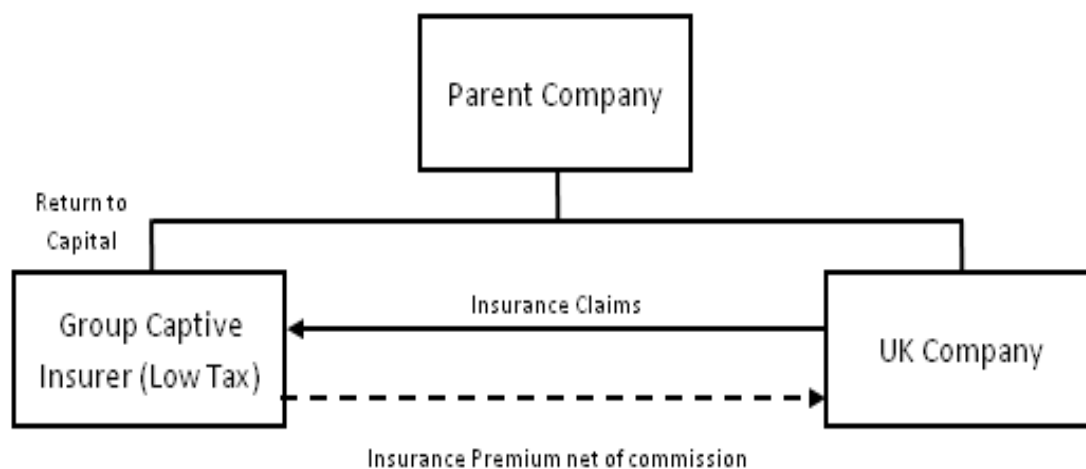 Parent Company
Return to
Capital
Group Captive
Insurer (Low Tax)
Insurance Claims
UK Company
Insurance Premium net of commission